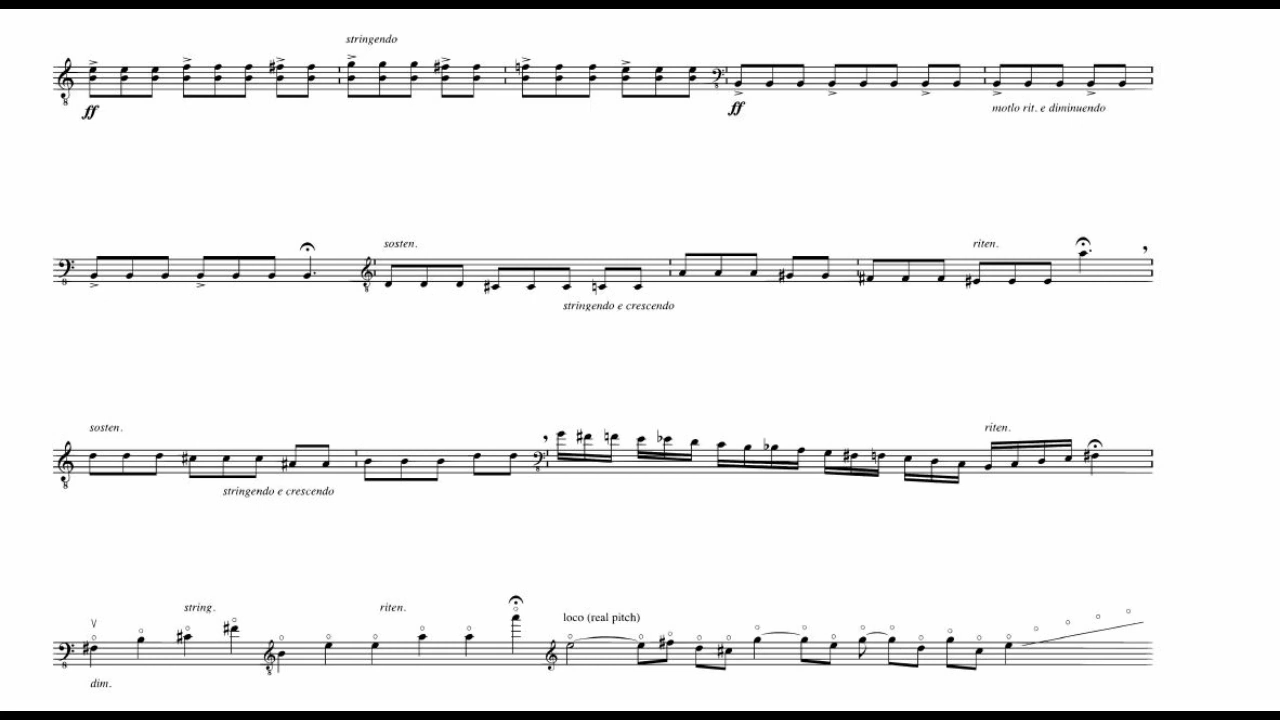 stringendo
ff
ff
motlo rit. e diminuendo
sosten.
riten.
stringendo e crescendo
sosten.
riten.
stringendo e crescendo
string.
riten.
loco (real pitch)
dim.